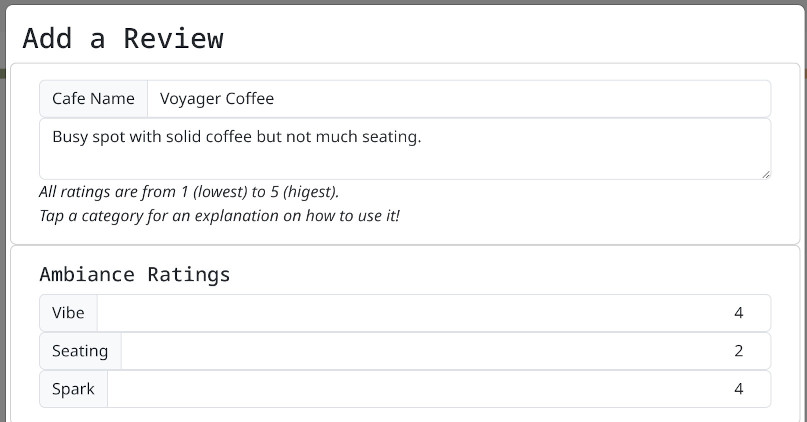 Add a Review
Cafe Name Voyager Coffee
Busy spot with solid coffee but not much seating.
All ratings are from 1 (lowest) to 5 (higest).
Tap a category for an explanation on how to use it!
Ambiance Ratings
Vibe 4
Seating 2
Spark 4